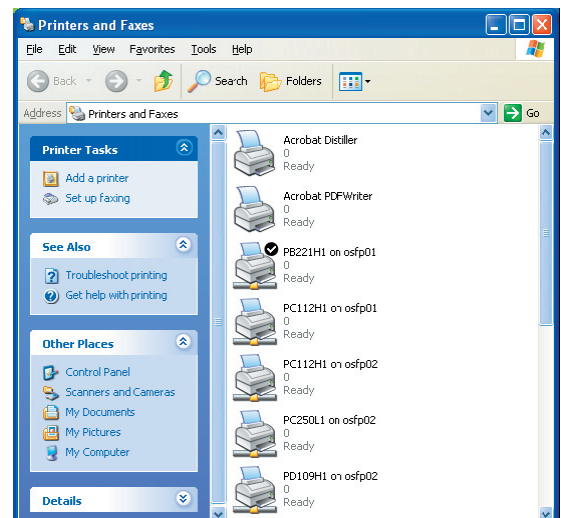 Printers and Faxes
File Edit View Favorites Tools Help
Back Search Folders
Address Printers and Faxes Go
Printer Tasks
Add a printer
Set up faxing
See Also
Troubleshoot printing
Get help with printing
Other Places
Control Panel
Scanners and Cameras
My Documents
My Pictures
My Computer
Details
Acrobat Distiller
0
Ready
Acrobat PDFWriter
0
Ready
PB221H1 on osfp01
0
Ready
PC112H1 on osfp01
0
Ready
PC112H1 on osfp02
0
Ready
PC250L1 on osfp02
0
Ready
PD109H1 on osfp02
0
Ready